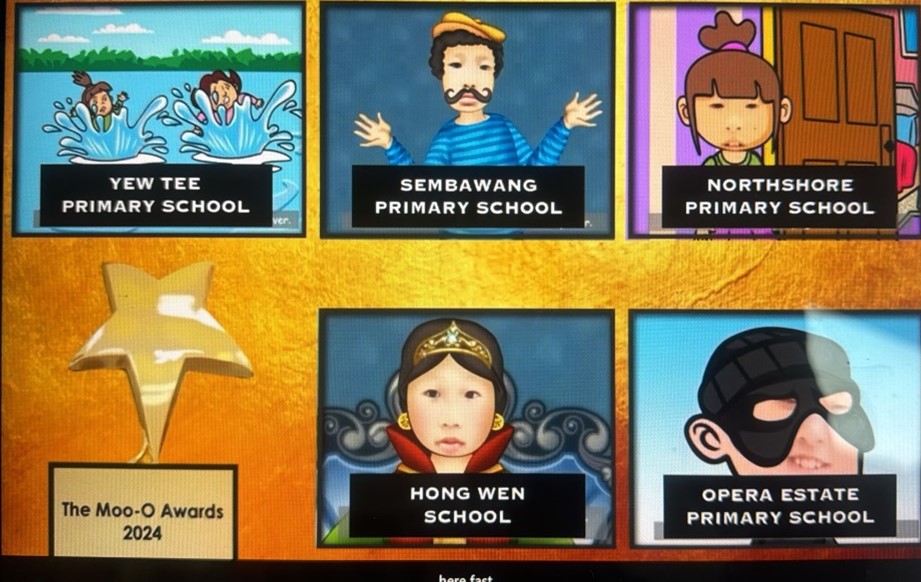 YEW TEE
PRIMARY SCHOOL
ver.
SEMBAWANG
PRIMARY SCHOOL
r.
NORTHSHORE
PRIMARY SCHOOL
The Moo-O Awards
2024
HONG WEN
SCHOOL
OPERA ESTATE
PRIMARY SCHOOL
here fast